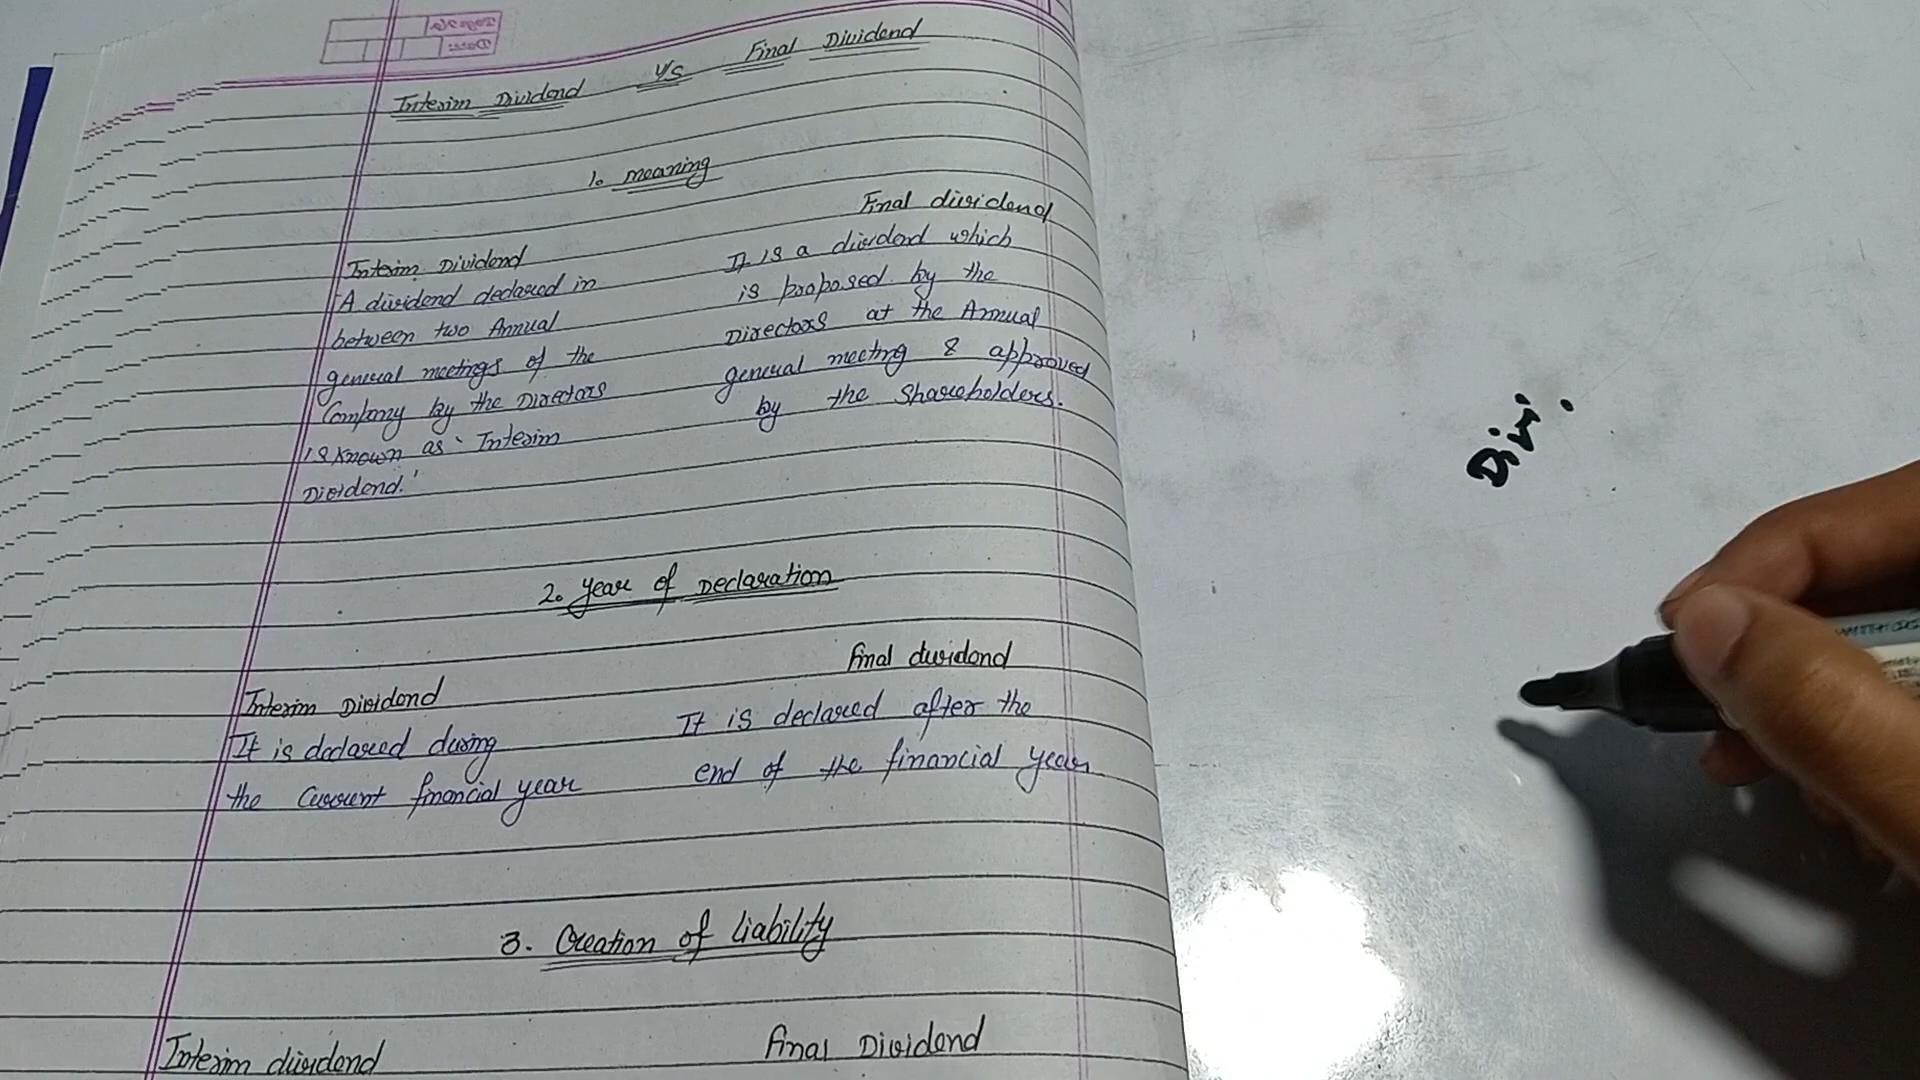 Interim Dividend V/S Final Dividend
1. Meaning
Interim Dividend
A dividend declared in
between two Annual
general meetings of the
Company by the Directors
is known as 'Interim
Dividend.'
Final dividend
It is a dividend which
is proposed by the
Directors at the Annual
general meeting & approved
by the Shareholders.
2. Year of Declaration
Interim Dividend
It is declared during
the Current financial year
Final dividend
It is declared after the
end of the financial year
3. Creation of liability
Interim dividend
Final Dividend
Divi